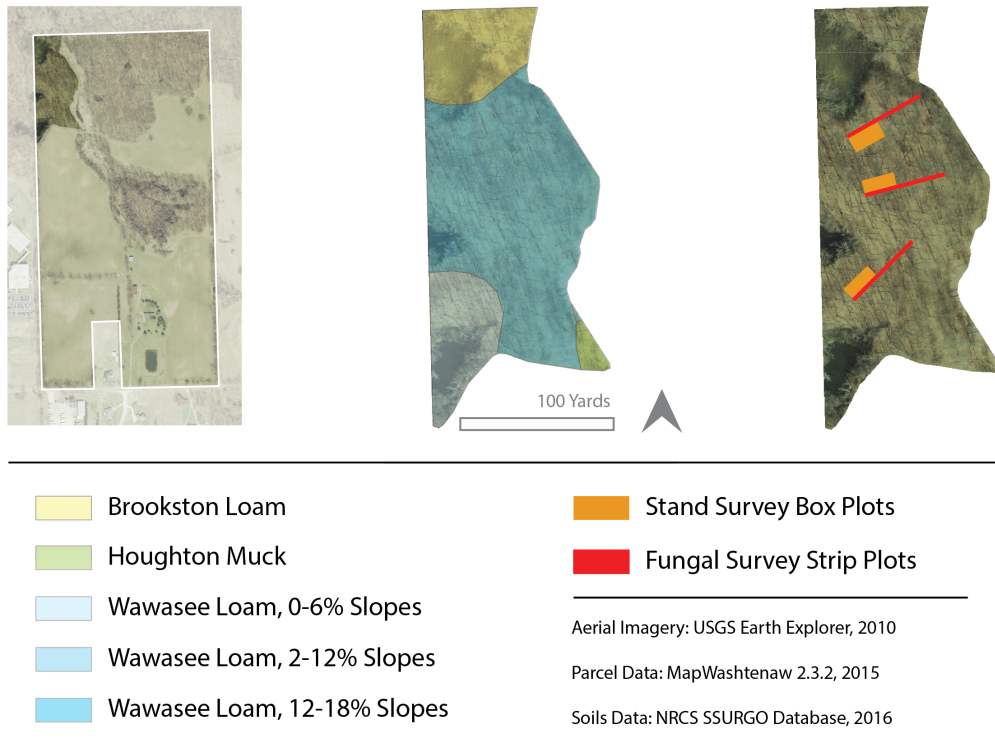 100 Yards
Brookston Loam
Houghton Muck
Wawasee Loam, 0-6% Slopes
Wawasee Loam, 2-12% Slopes
Wawasee Loam, 12-18% Slopes
Stand Survey Box Plots
Fungal Survey Strip Plots
Aerial Imagery: USGS Earth Explorer, 2010
Parcel Data: MapWashtenaw 2.3.2, 2015
Soils Data: NRCS SSURGO Database, 2016